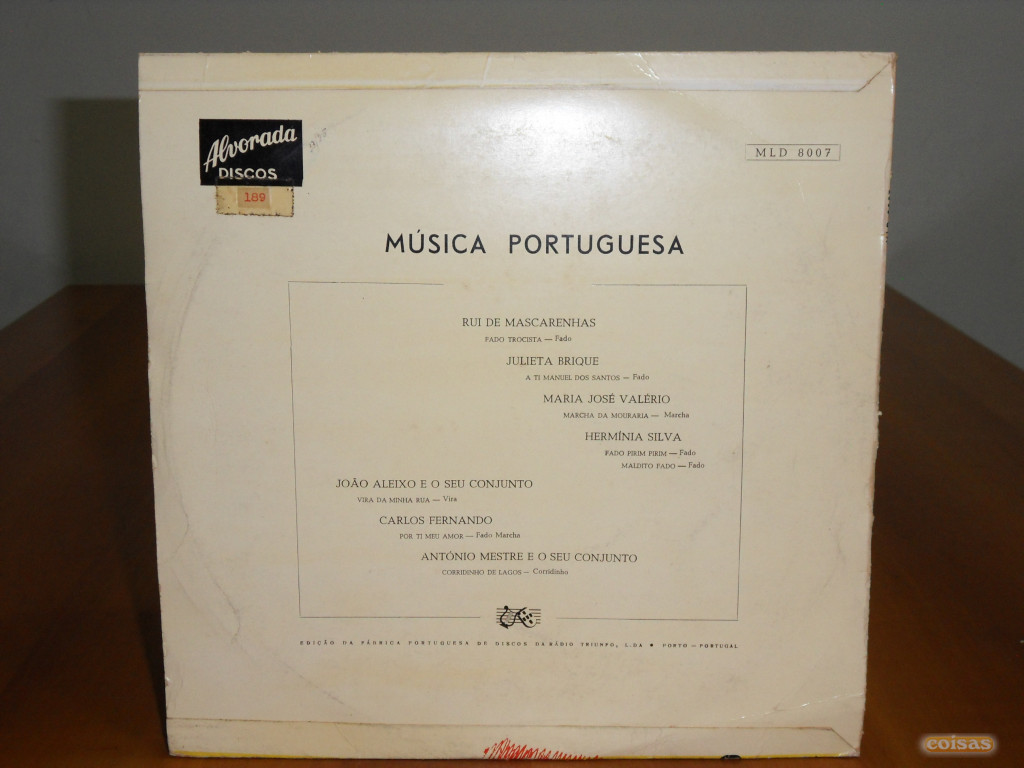 Alvorada
DISCOS
189
MLD 8007
MÚSICA PORTUGUESA
RUI DE MASCARENHAS
FADO TROCISTA — Fado
JULIETA BRIQUE
A TI MANUEL DOS SANTOS — Fado
MARIA JOSÉ VALÉRIO
MARCHA DA MOURARIA — Marcha
HERMÍNIA SILVA
FADO PIRIM PIRIM — Fado
MALDITO FADO — Fado
JOÃO ALEIXO E O SEU CONJUNTO
VIRA DA MINHA RUA — Vira
CARLOS FERNANDO
POR TI MEU AMOR — Fado Marcha
ANTÓNIO MESTRE E O SEU CONJUNTO
CORRIDINHO DE LAGOS — Corridinho
EDIÇÃO DA FÁBRICA PORTUGUESA DE DISCOS DA RÁDIO TRIUNFO, L.DA • PORTO — PORTUGAL
coisas